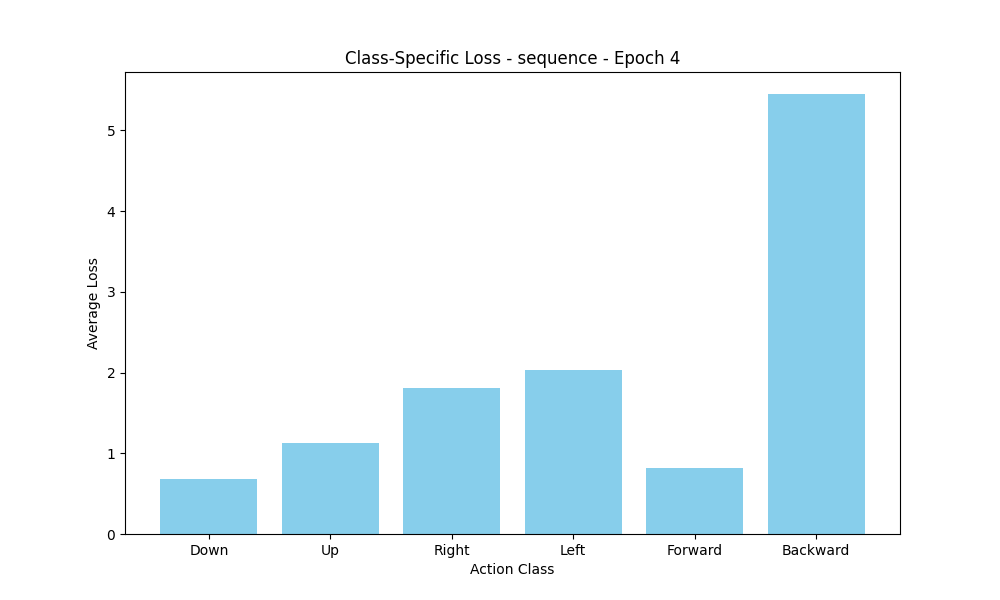 Class-Specific Loss - sequence - Epoch 4
5
4
3
2
1
0
Average Loss
Down Up Right Left Forward Backward
Action Class